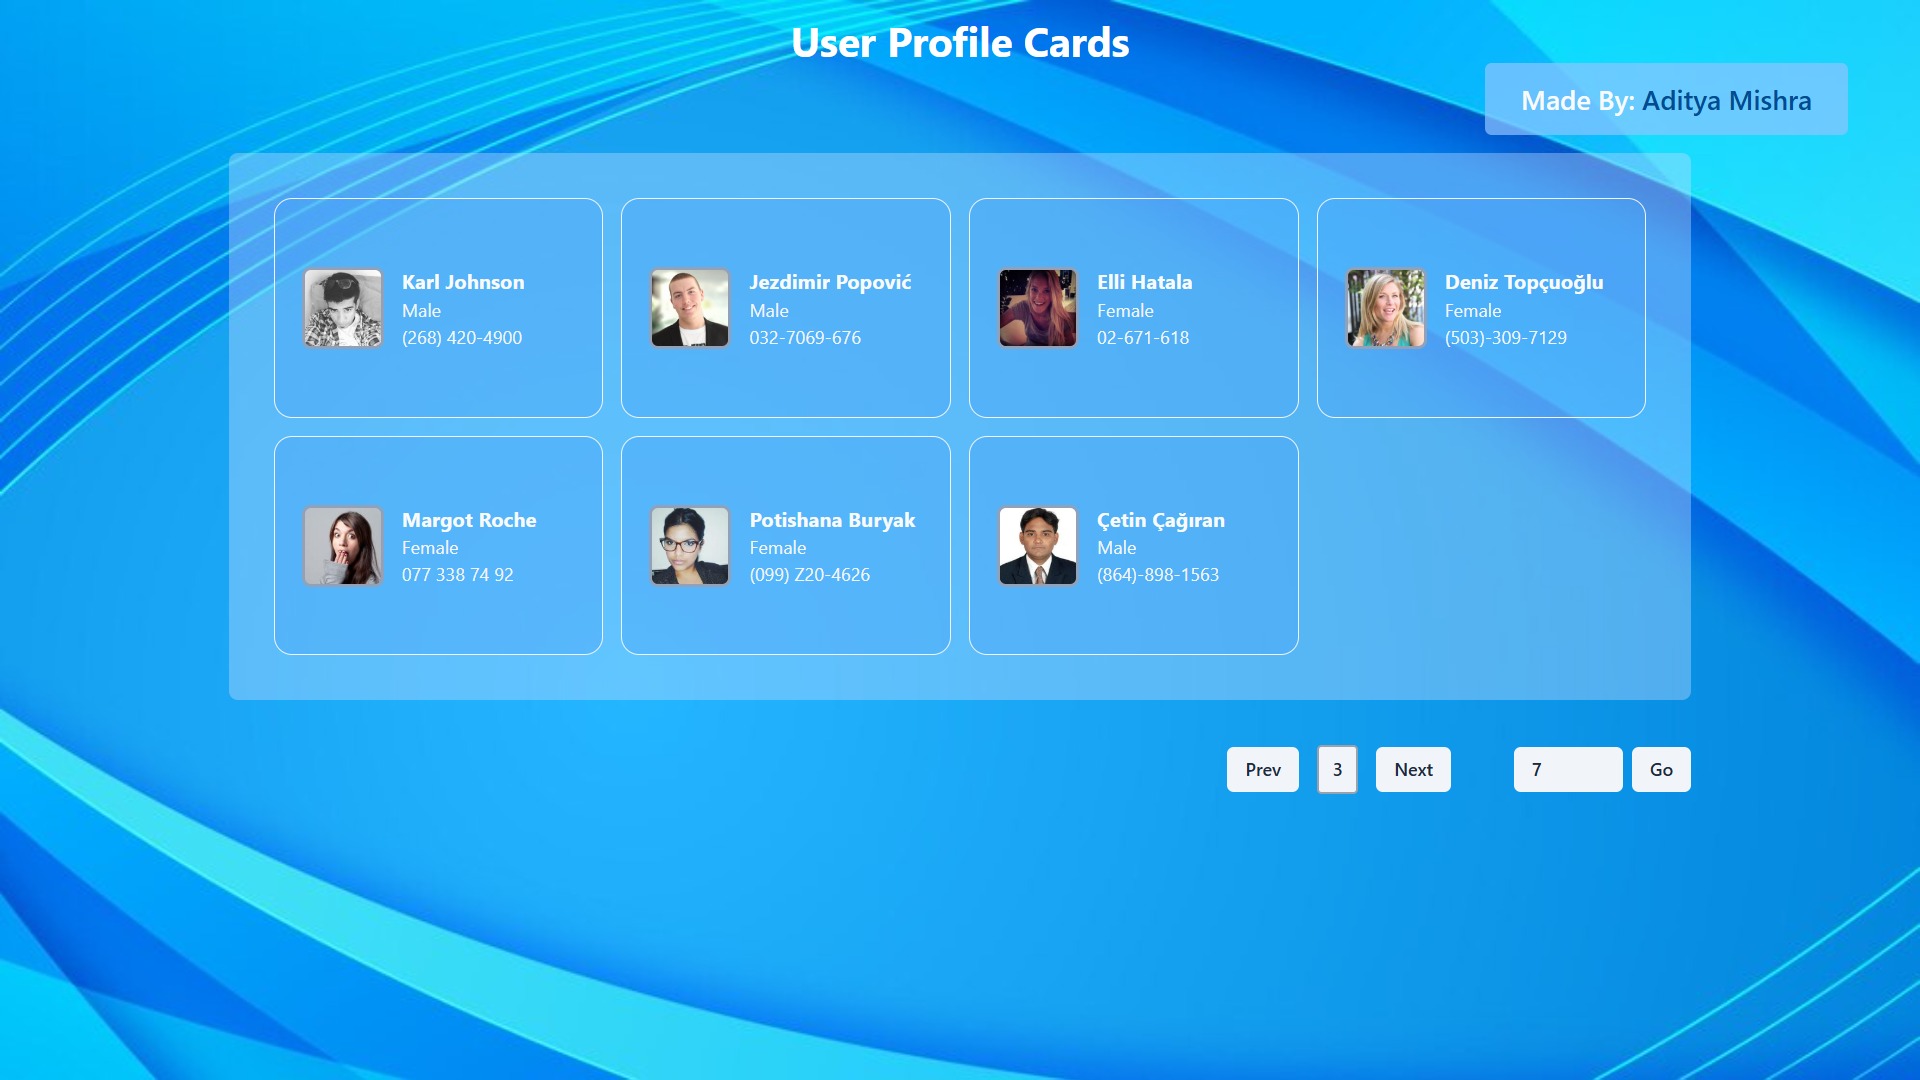 User Profile Cards
Made By: Aditya Mishra
Karl Johnson
Male
(268) 420-4900
Jezdimir Popović
Male
032-7069-676
Elli Hatala
Female
02-671-618
Deniz Topçuoğlu
Female
(503)-309-7129
Margot Roche
Female
077 338 74 92
Potishana Buryak
Female
(099) Z20-4626
Çetin Çağıran
Male
(864)-898-1563
Prev 3 Next 7 Go